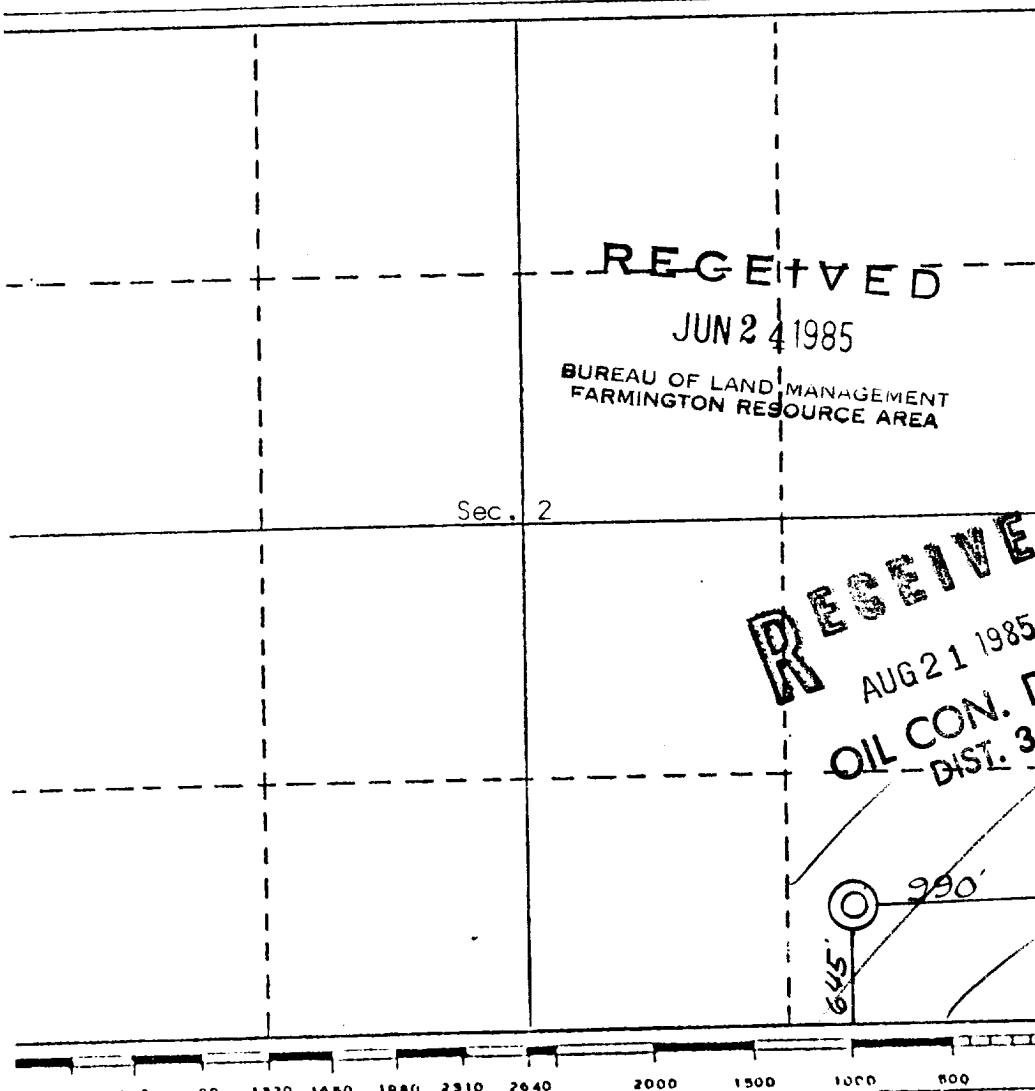 RECEIVED
JUN 24 1985
BUREAU OF LAND MANAGEMENT
FARMINGTON RESOURCE AREA
Sec. 2
RECEIVE
AUG 21 1985
OIL CON.
DIST. 3
990'
645'
1320 1650 1980 2310 2640 2000 1500 1000 500